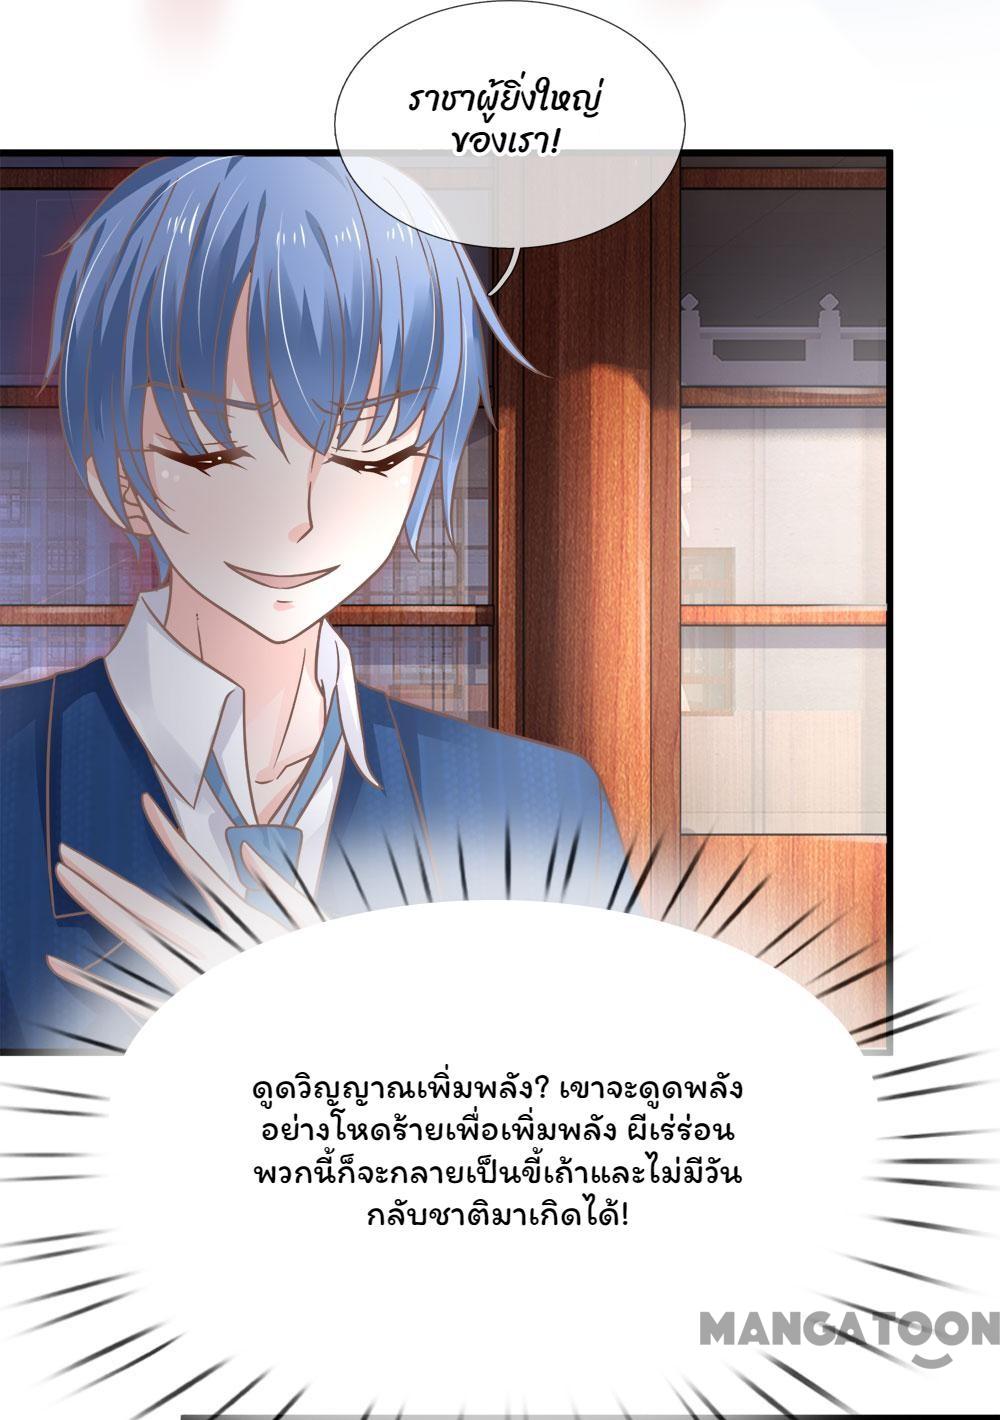 ราชาผู้ยิ่งใหญ่
ของเรา!
ดูดวิญญาณเพิ่มพลัง? เขาจะดูดพลัง
อย่างโหดร้ายเพื่อเพิ่มพลัง ผีเร่ร่อน
พวกนี้ก็จะกลายเป็นขี้เถ้าและไม่มีวัน
กลับชาติมาเกิดได้!
MANGATOON